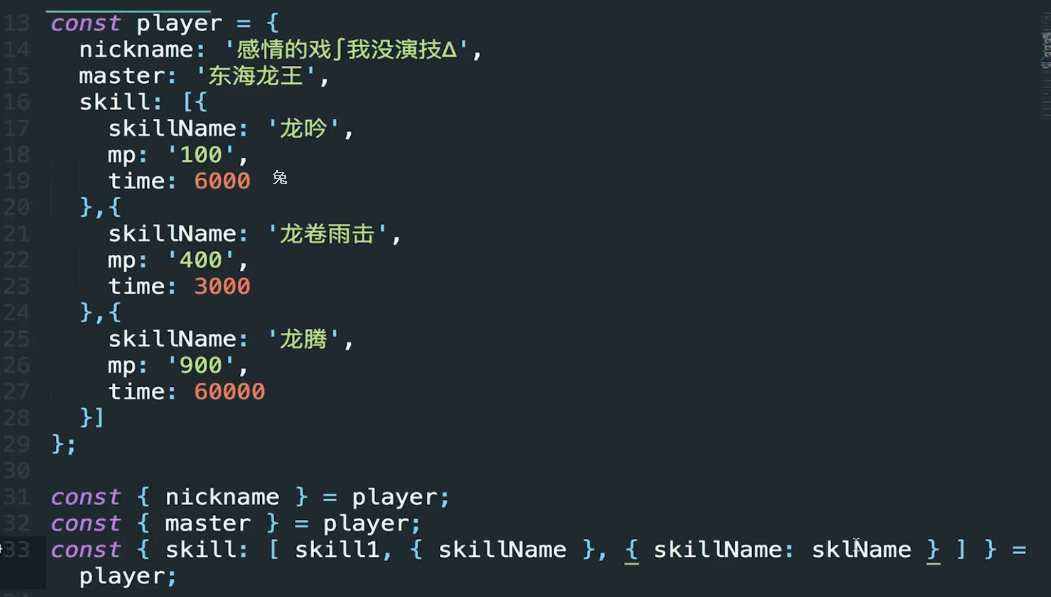 13 const player = {
14 nickname: '感情的戏∫我没演技Δ',
15 master: '东海龙王',
16 skill: [{
17 skillName: '龙吟',
18 mp: '100',
19 time: 6000 兔
20 },{
21 skillName: '龙卷雨击',
22 mp: '400',
23 time: 3000
24 },{
25 skillName: '龙腾',
26 mp: '900',
27 time: 60000
28 }]
29 };
30
31 const { nickname } = player;
32 const { master } = player;
33 const { skill: [ skill1, { skillName }, { skillName: sklName } ] } =
player;